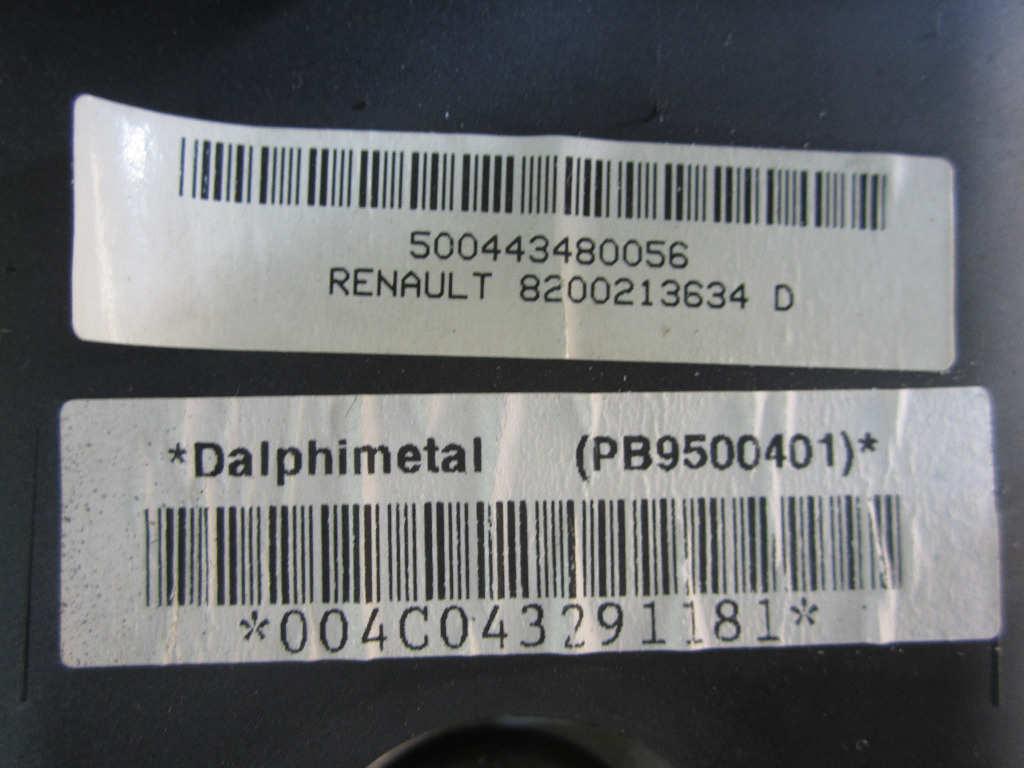 500443480056
RENAULT 8200213634 D
*Dalphimetal (PB9500401)*
*004C043291181*